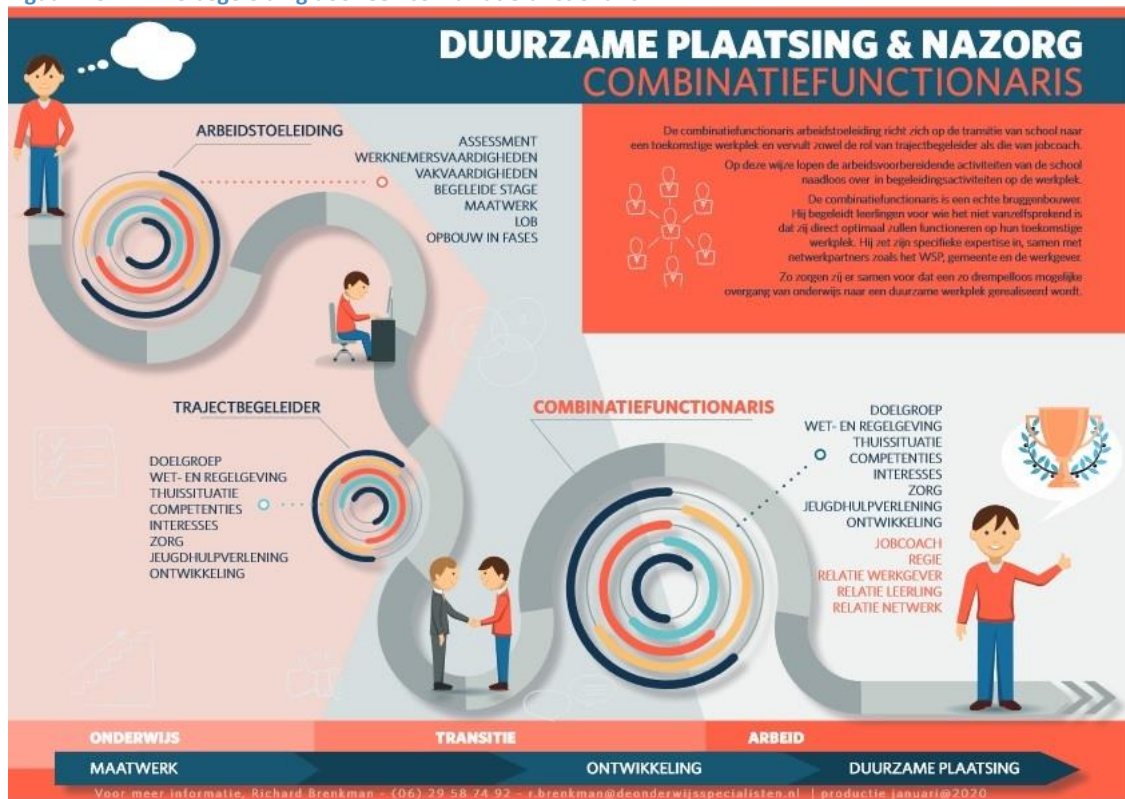 DUURZAME PLAATSING & NAZORG
COMBINATIEFUNCTIONARIS
De combinatiefunctionaris arbeidstoeleiding richt zich op de transitie van school naar
een toekomstige werkplek en vervult zowel de rol van trajectbegeleider als die van jobcoach.
Op deze wijze lopen de arbeidsvoorbereidende activiteiten van de school
naadloos over in begeleidingsactiviteiten op de werkplek.
De combinatiefunctionaris is een echte bruggenbouwer.
Hij begeleidt leerlingen voor wie het niet vanzelfsprekend is
dat zij direct optimaal zullen functioneren op hun toekomstige
werkplek. Hij zet zijn specifieke expertise in, samen met
netwerkpartners zoals het WSP, gemeente en de werkgever.
Zo zorgen zij er samen voor dat een zo drempelloos mogelijke
overgang van onderwijs naar een duurzame werkplek gerealiseerd wordt.
ARBEIDSTOELEIDING
ASSESSMENT
WERKNEMERSVAARDIGHEDEN
VAKVAARDIGHEDEN
BEGELEIDE STAGE
MAATWERK
LOB
OPBOUW IN FASES
TRAJECTBEGELEIDER
DOELGROEP
WET- EN REGELGEVING
THUISSITUATIE
COMPETENTIES
INTERESSES
ZORG
JEUGDHULPVERLENING
ONTWIKKELING
COMBINATIEFUNCTIONARIS
DOELGROEP
WET- EN REGELGEVING
THUISSITUATIE
COMPETENTIES
INTERESSES
ZORG
JEUGDHULPVERLENING
ONTWIKKELING
JOBCOACH
REGIE
RELATIE WERKGEVER
RELATIE LEERLING
RELATIE NETWERK
ONDERWIJS TRANSITIE ARBEID
MAATWERK ONTWIKKELING DUURZAME PLAATSING
Voor meer informatie, Richard Brenkman - (06) 29 58 74 92 - r.brenkman@deonderwijsspecialisten.nl | productie januari@2020